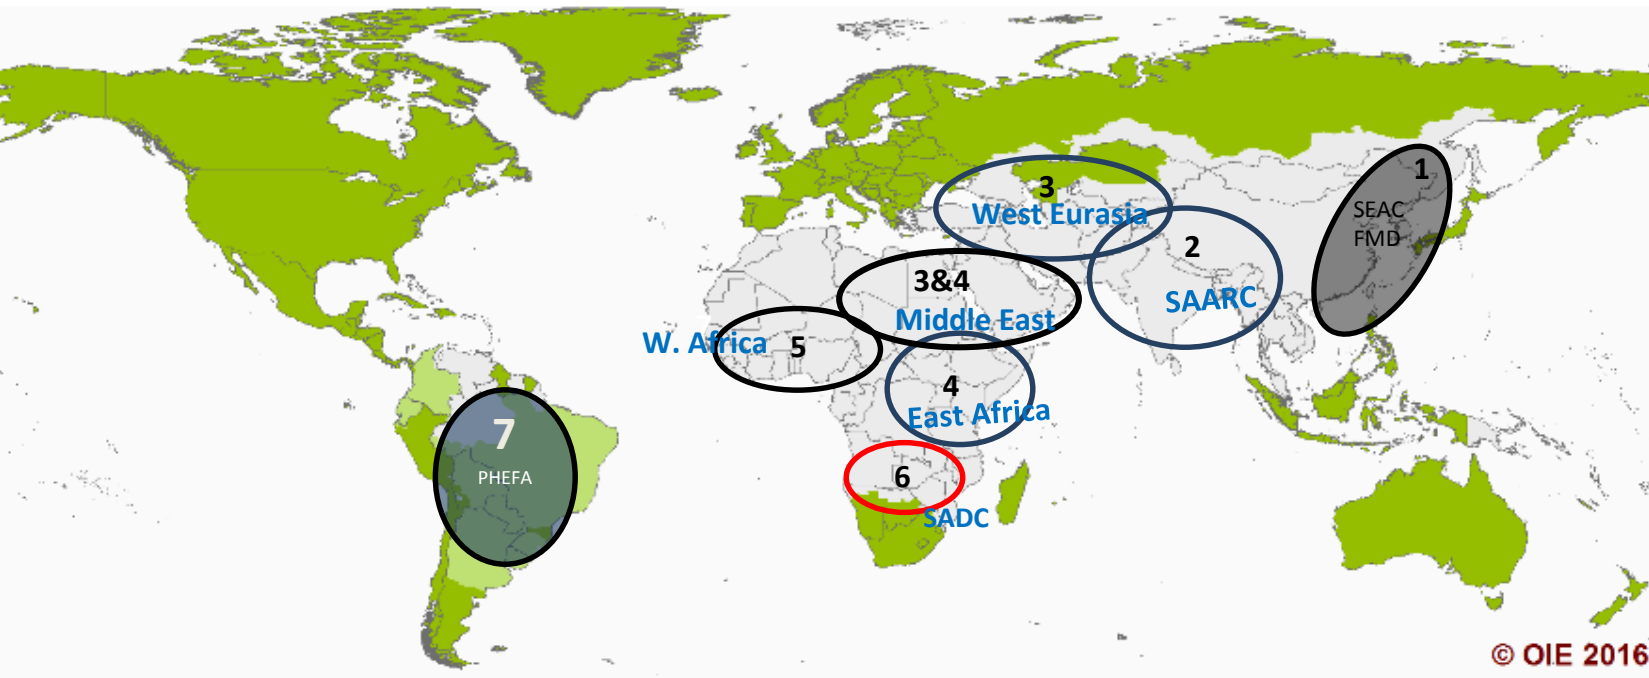 1
SEAC
FMD
3
West Eurasia
2
SAARC
3&4
Middle East
W. Africa
5
4
East Africa
7
PHEFA
6
SADC
© OIE 2016